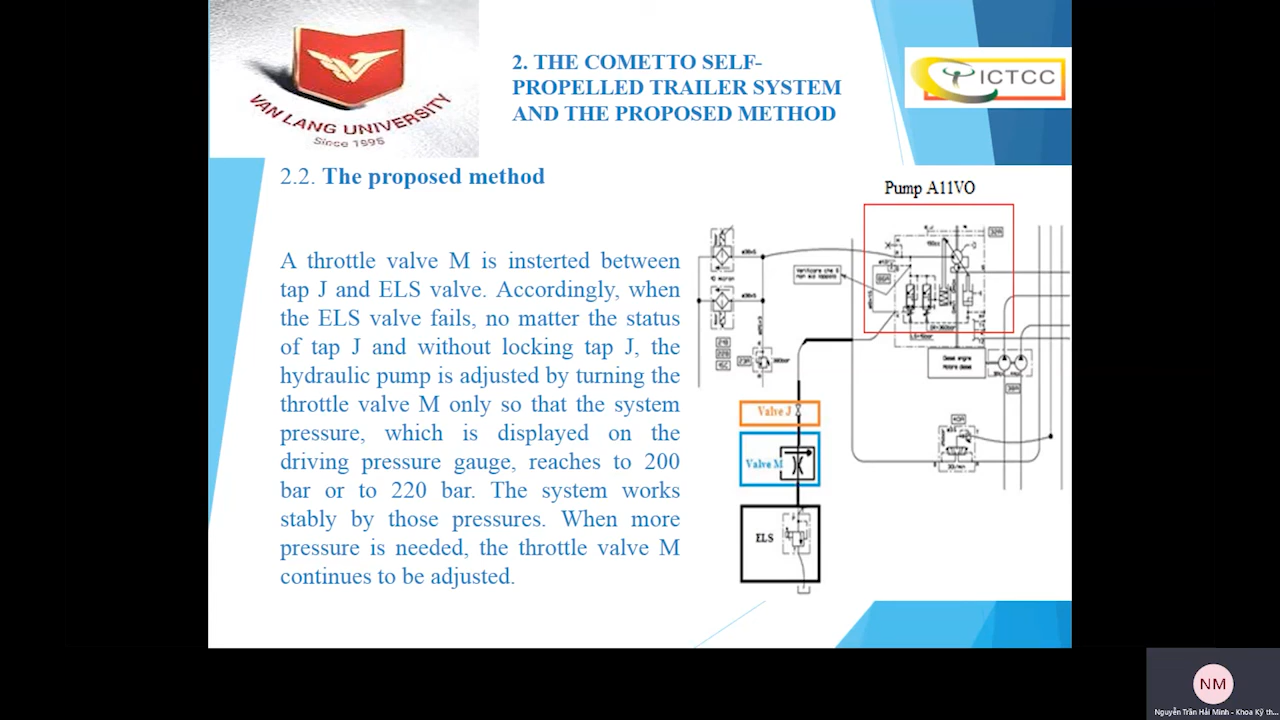 VAN LANG UNIVERSITY
Since 1995
2. THE COMETTO SELF-
PROPELLED TRAILER SYSTEM
AND THE PROPOSED METHOD
ICTCC
2.2. The proposed method
A throttle valve M is insterted between
tap J and ELS valve. Accordingly, when
the ELS valve fails, no matter the status
of tap J and without locking tap J, the
hydraulic pump is adjusted by turning the
throttle valve M only so that the system
pressure, which is displayed on the
driving pressure gauge, reaches to 200
bar or to 220 bar. The system works
stably by those pressures. When more
pressure is needed, the throttle valve M
continues to be adjusted.
Pump A11VO
Diesel engine
Motore diesel
Valve J
Valve M
ELS
NM
Nguyễn Trần Hải Minh - Khoa Kỹ th...